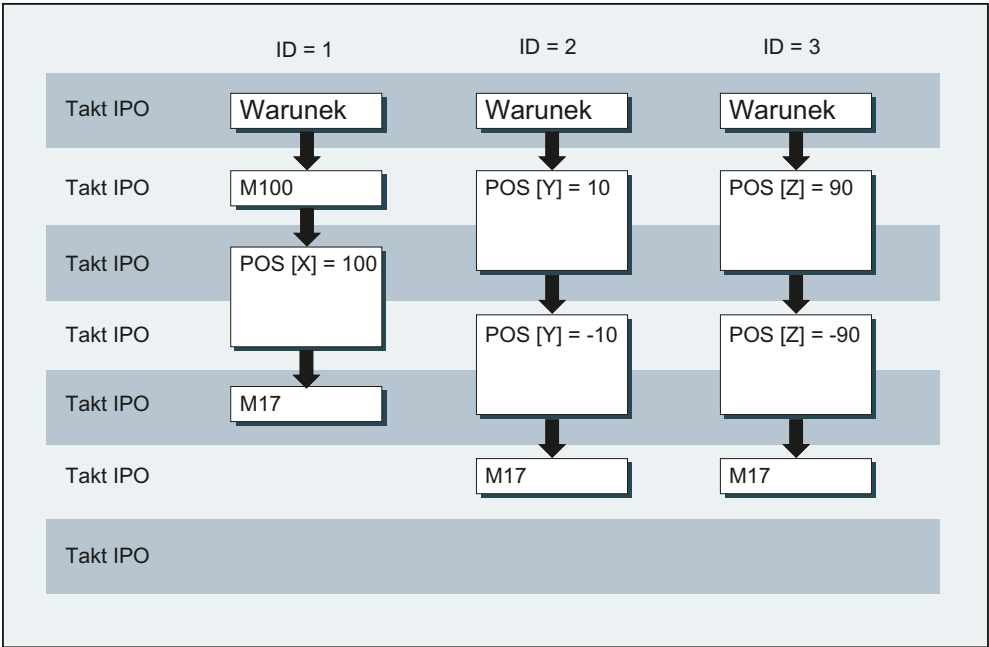 ID = 1 ID = 2 ID = 3
Takt IPO Warunek Warunek Warunek
Takt IPO M100 POS [Y] = 10 POS [Z] = 90
Takt IPO POS [X] = 100
Takt IPO POS [Y] = -10 POS [Z] = -90
Takt IPO M17
Takt IPO M17 M17
Takt IPO